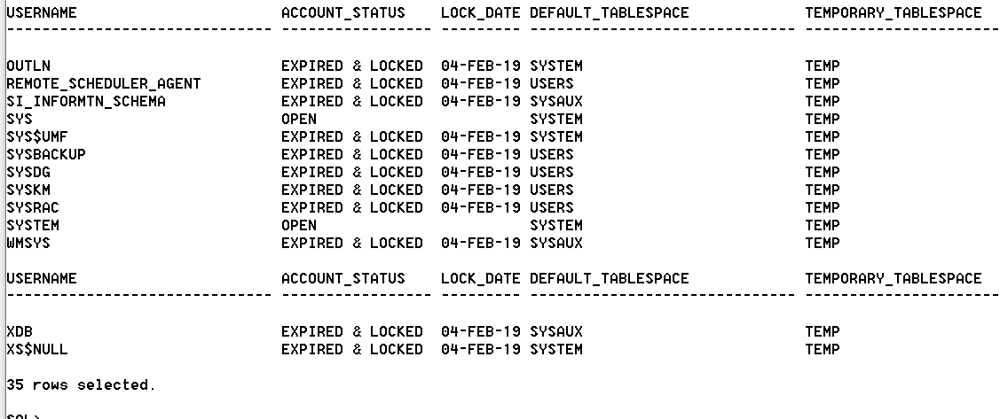 USERNAME                       ACCOUNT_STATUS    LOCK_DATE DEFAULT_TABLESPACE             TEMPORARY_TABLESPACE
------------------------------ ----------------- --------- ------------------------------ ----------------------
OUTLN                          EXPIRED & LOCKED  04-FEB-19 SYSTEM                         TEMP
REMOTE_SCHEDULER_AGENT         EXPIRED & LOCKED  04-FEB-19 USERS                          TEMP
SI_INFORMTN_SCHEMA             EXPIRED & LOCKED  04-FEB-19 SYSAUX                         TEMP
SYS                            OPEN                        SYSTEM                         TEMP
SYS$UMF                        EXPIRED & LOCKED  04-FEB-19 SYSTEM                         TEMP
SYSBACKUP                      EXPIRED & LOCKED  04-FEB-19 USERS                          TEMP
SYSDG                          EXPIRED & LOCKED  04-FEB-19 USERS                          TEMP
SYSKM                          EXPIRED & LOCKED  04-FEB-19 USERS                          TEMP
SYSRAC                         EXPIRED & LOCKED  04-FEB-19 USERS                          TEMP
SYSTEM                         OPEN                        SYSTEM                         TEMP
WMSYS                          EXPIRED & LOCKED  04-FEB-19 SYSAUX                         TEMP
USERNAME                       ACCOUNT_STATUS    LOCK_DATE DEFAULT_TABLESPACE             TEMPORARY_TABLESPACE
------------------------------ ----------------- --------- ------------------------------ ----------------------
XDB                            EXPIRED & LOCKED  04-FEB-19 SYSAUX                         TEMP
XS$NULL                        EXPIRED & LOCKED  04-FEB-19 SYSTEM                         TEMP
35 rows selected.
SQL>